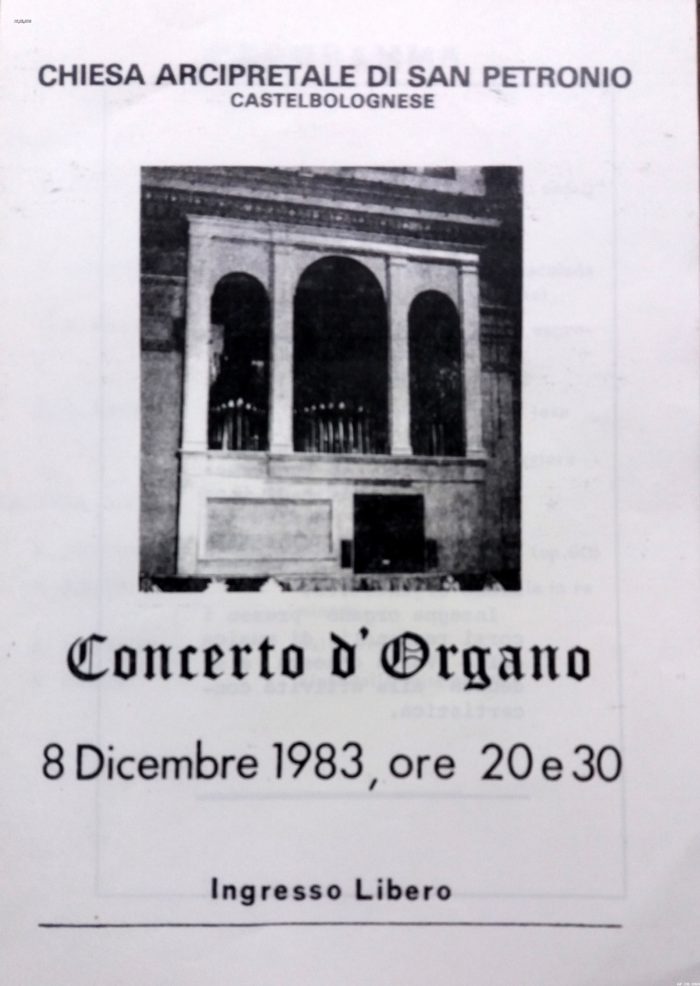 CHIESA ARCIPRETALE DI SAN PETRONIO
CASTELBOLOGNESE
Concerto d'Organo
8 Dicembre 1983, ore 20 e 30
Ingresso Libero